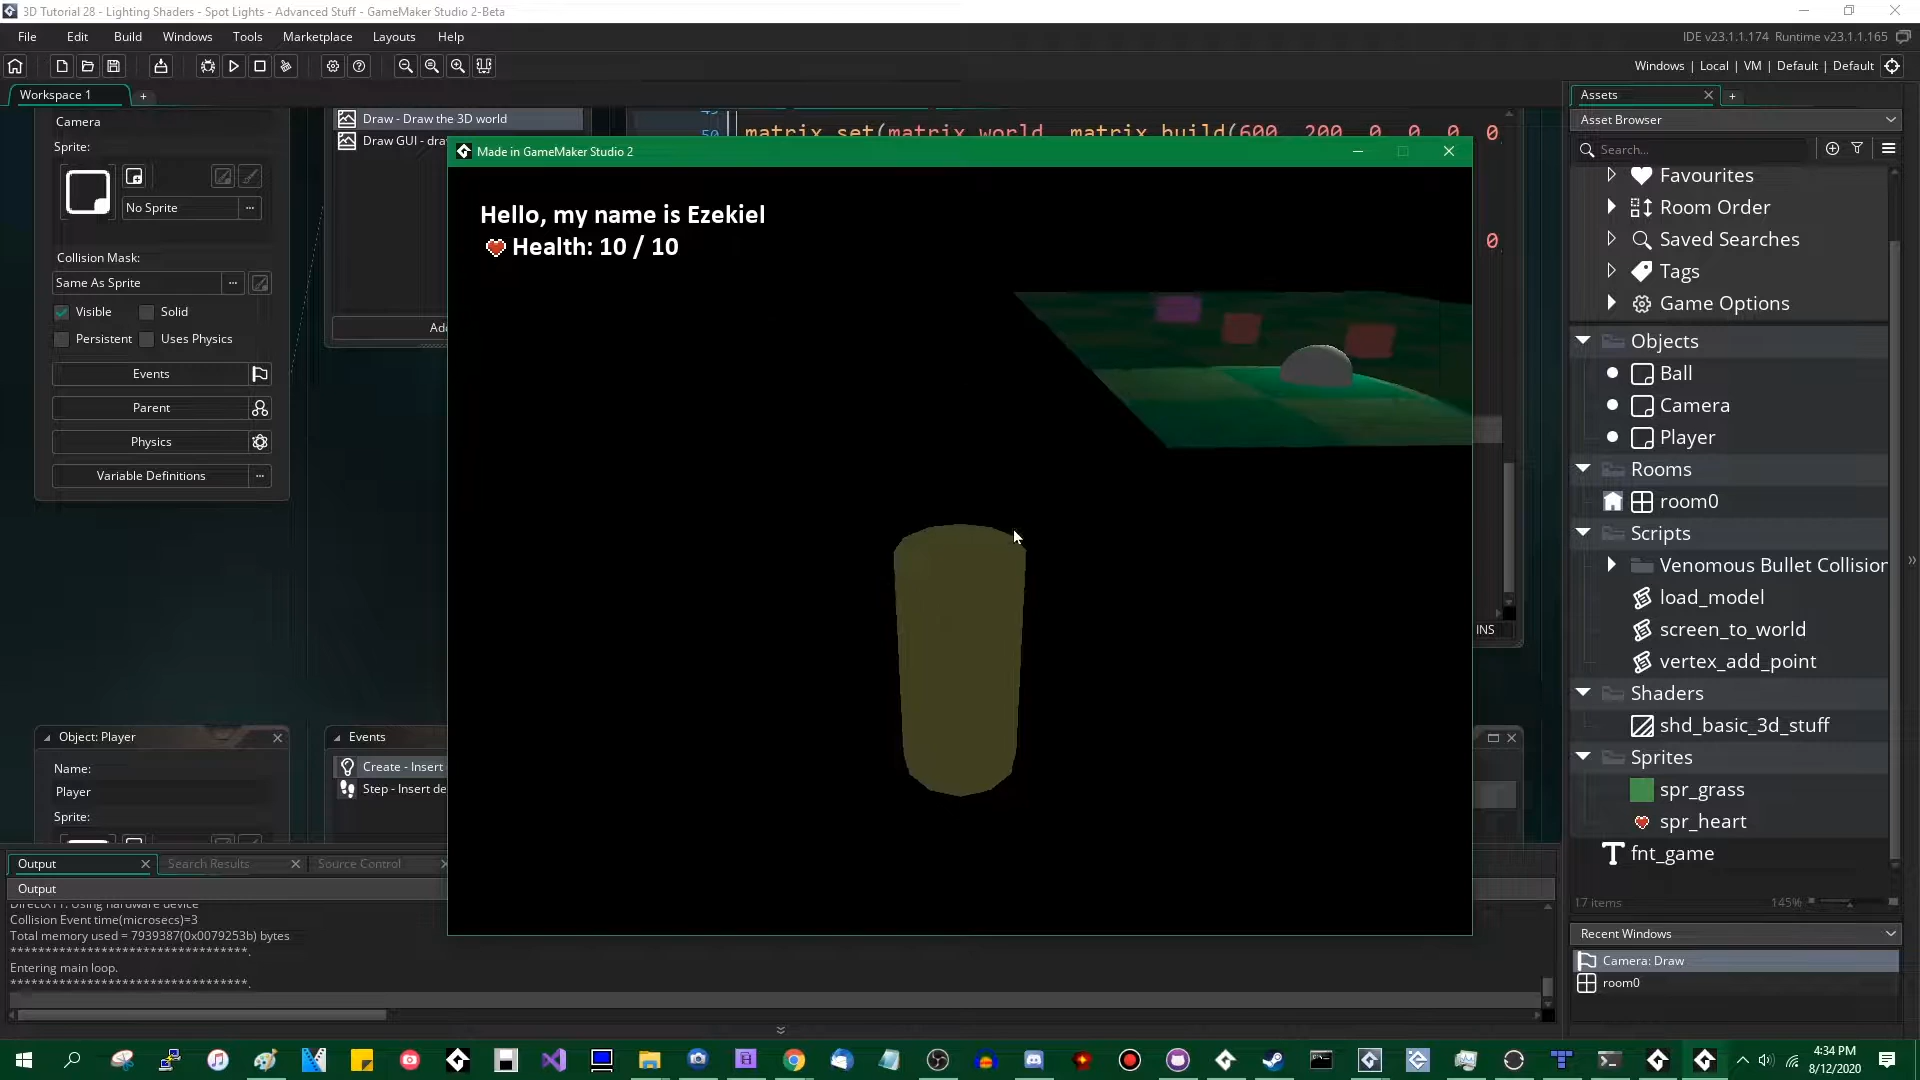 3D Tutorial 28 - Lighting Shaders - Spot Lights - Advanced Stuff - GameMaker Studio 2-Beta
File Edit Build Windows Tools Marketplace Layouts Help
IDE v23.1.1.174 Runtime v23.1.1.165
Windows | Local | VM | Default | Default
Workspace 1
Camera
Sprite:
No Sprite
Collision Mask:
Same As Sprite
Visible Solid
Persistent Uses Physics
Events
Parent
Physics
Variable Definitions
Draw - Draw the 3D world
Draw GUI - dra
Add
50 matrix_set(matrix_world, matrix_build(600, 200, 0, 0, 0, 0
0
Made in GameMaker Studio 2
Hello, my name is Ezekiel
Health: 10 / 10
INS
Object: Player
Name:
Player
Sprite:
Events
Create - Insert
Step - Insert de
Output Search Results Source Control
Output
DirectX11: Using hardware device
Collision Event time(microsecs)=3
Total memory used = 7939387(0x0079253b) bytes
**********************************.
Entering main loop.
**********************************.
Assets
Asset Browser
Search...
Favourites
Room Order
Saved Searches
Tags
Game Options
Objects
Ball
Camera
Player
Rooms
room0
Scripts
Venomous Bullet Collision
load_model
screen_to_world
vertex_add_point
Shaders
shd_basic_3d_stuff
Sprites
spr_grass
spr_heart
fnt_game
17 items 145%
Recent Windows
Camera: Draw
room0
4:34 PM
8/12/2020